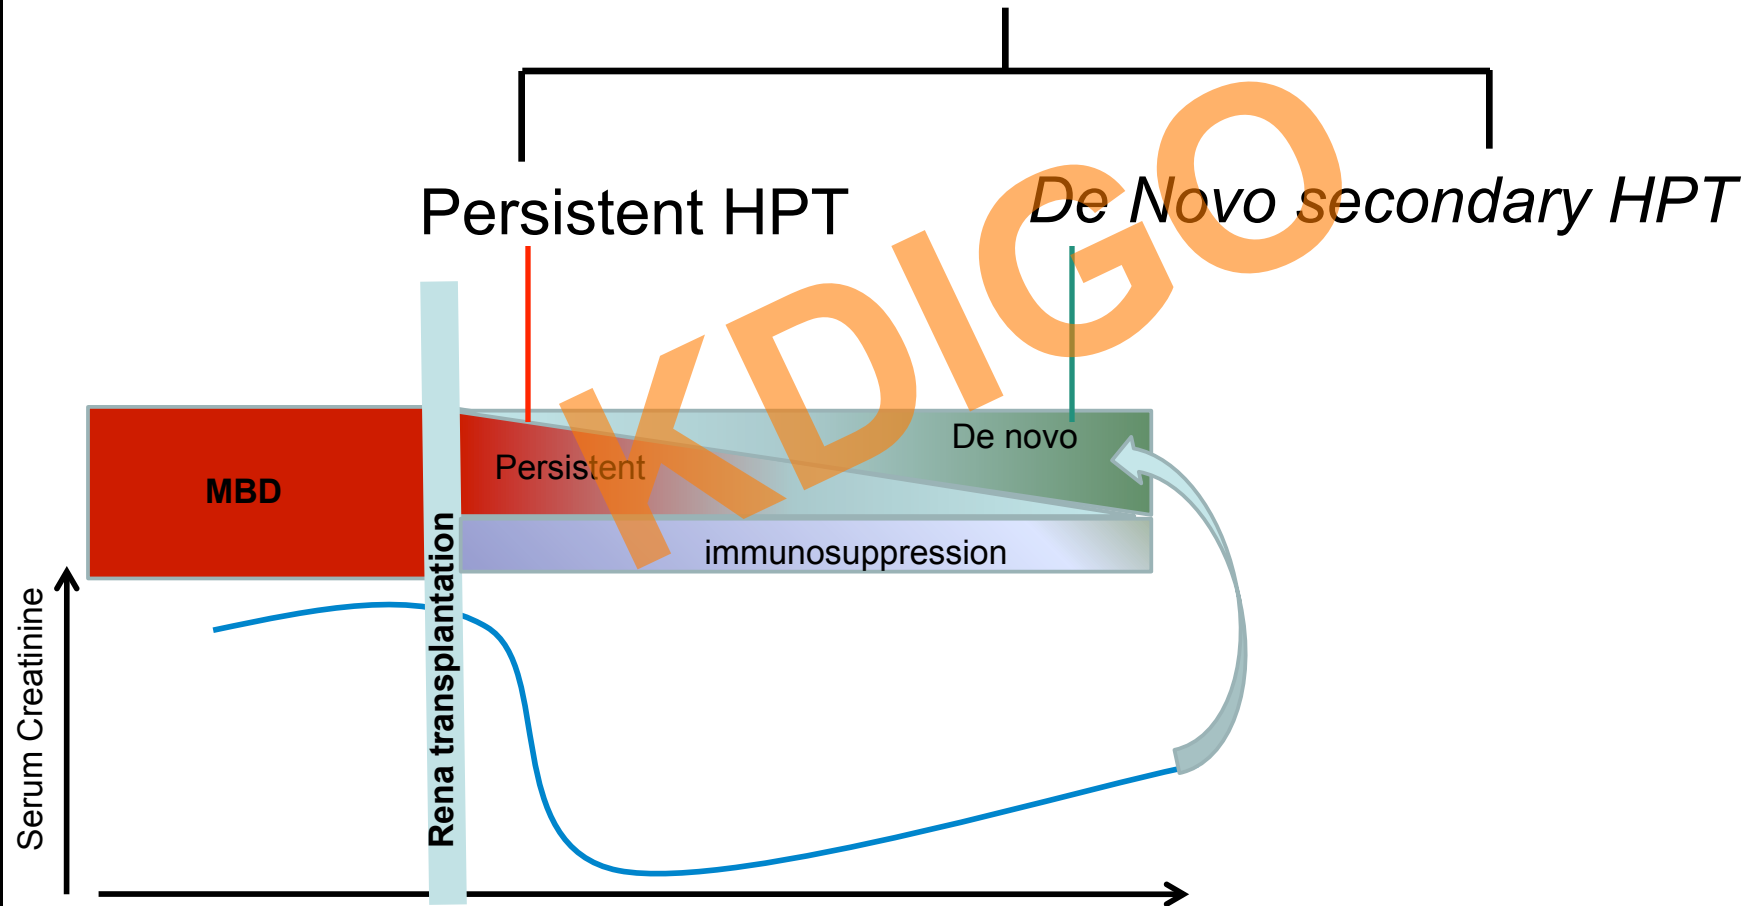 Persistent HPT
De Novo secondary HPT
KDIGO
De novo
Persistent
MBD
immunosuppression
Rena transplantation
Serum Creatinine